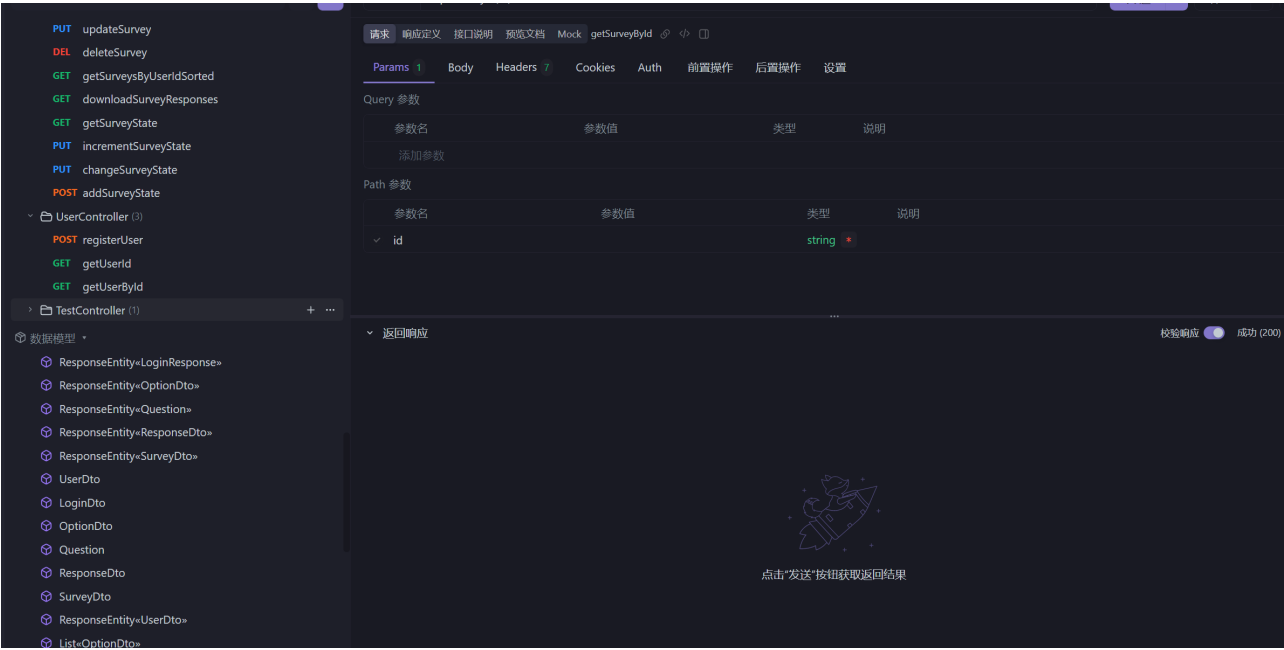 PUT updateSurvey
DEL deleteSurvey
GET getSurveysByUserIdSorted
GET downloadSurveyResponses
GET getSurveyState
PUT incrementSurveyState
PUT changeSurveyState
POST addSurveyState
UserController (3)
POST registerUser
GET getUserId
GET getUserById
TestController (1)
数据模型
ResponseEntity«LoginResponse»
ResponseEntity«OptionDto»
ResponseEntity«Question»
ResponseEntity«ResponseDto»
ResponseEntity«SurveyDto»
UserDto
LoginDto
OptionDto
Question
ResponseDto
SurveyDto
ResponseEntity«UserDto»
List«OptionDto»
请求 响应定义 接口说明 预览文档 Mock getSurveyById
Params 1 Body Headers 7 Cookies Auth 前置操作 后置操作 设置
Query 参数
参数名 参数值 类型 说明
添加参数
Path 参数
参数名 参数值 类型 说明
id string *
返回响应 校验响应 成功 (200)
点击“发送”按钮获取返回结果